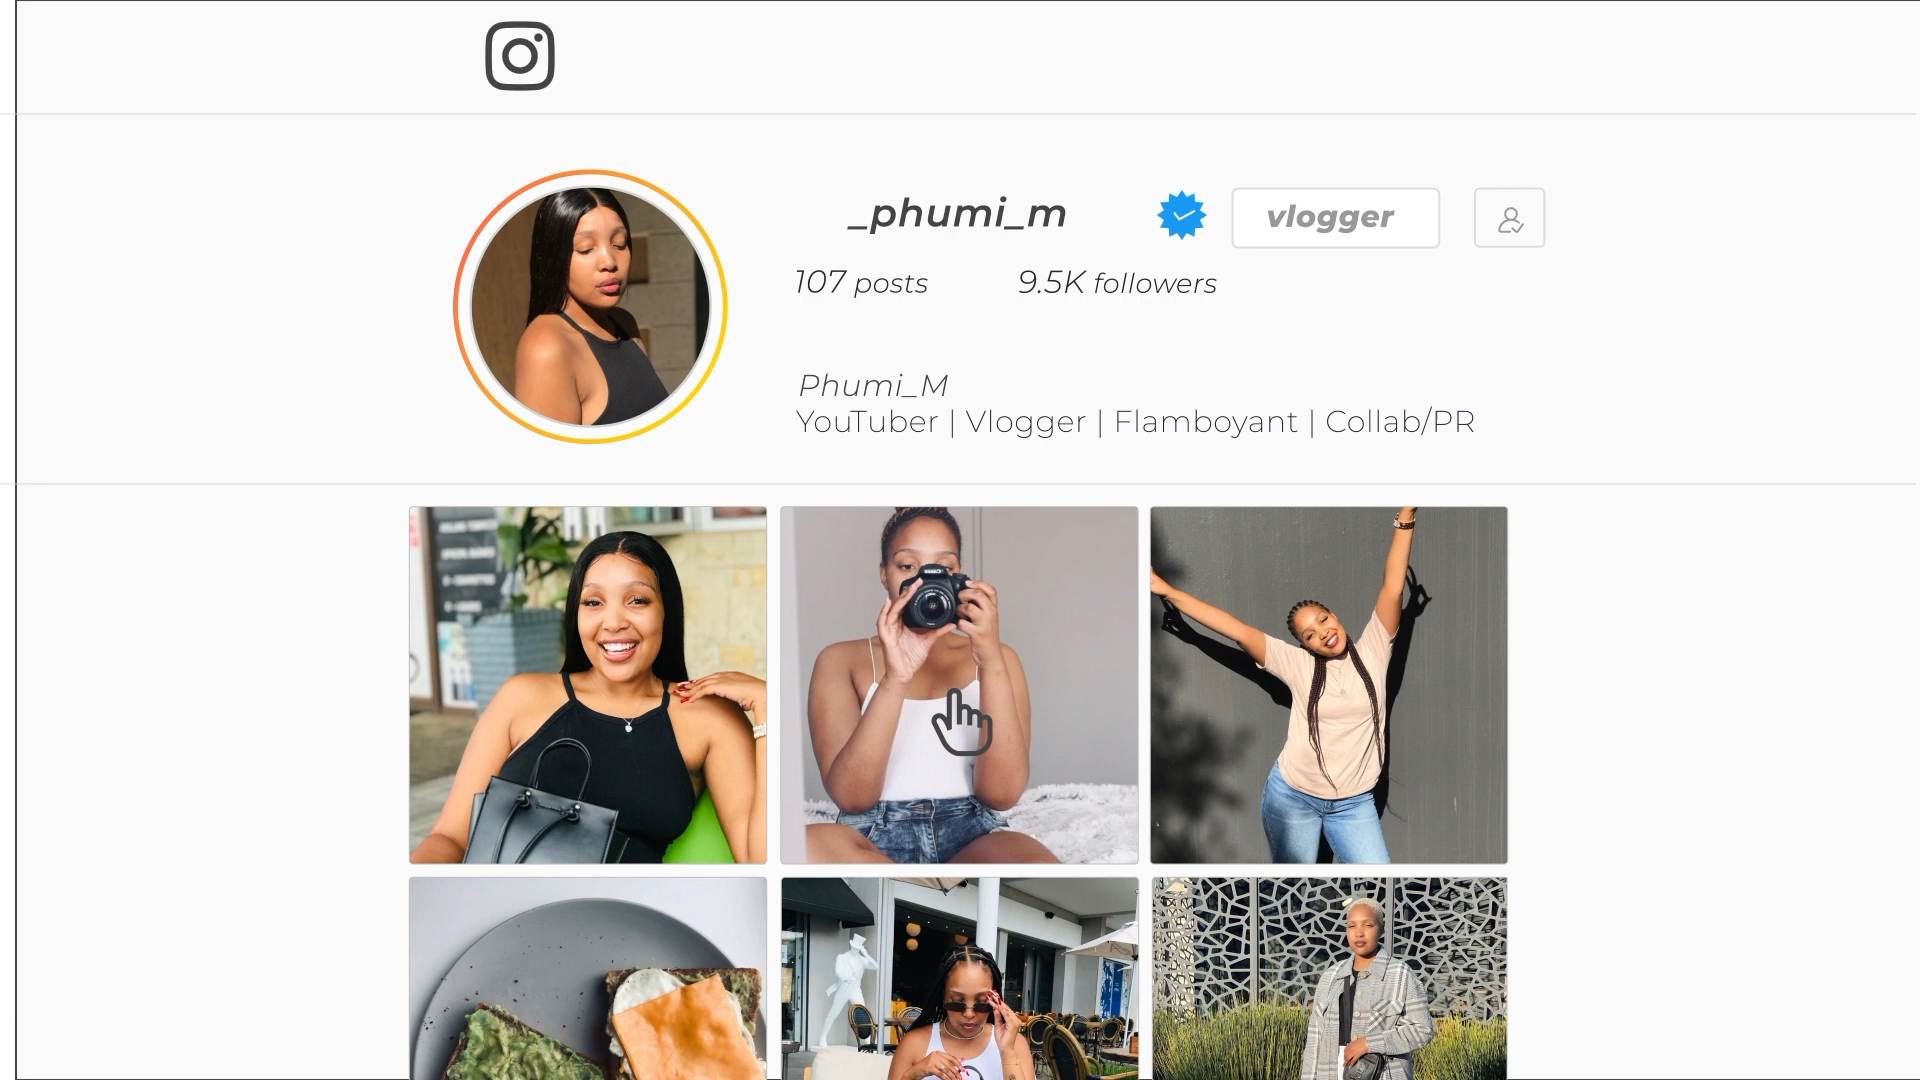 _phumi_m
vlogger
107 posts 9.5K followers
Phumi_M
YouTuber | Vlogger | Flamboyant | Collab/PR